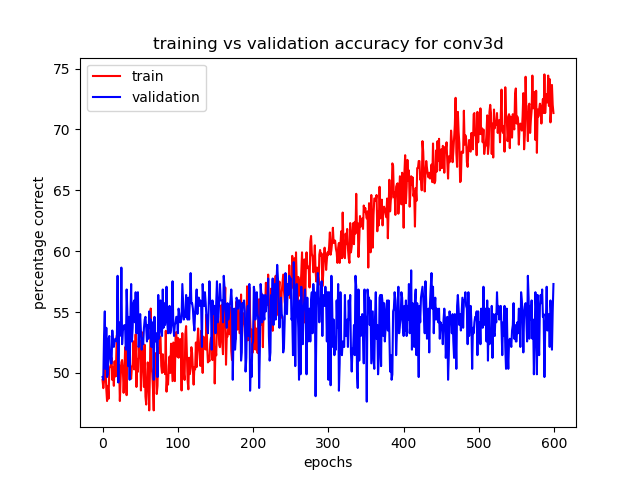 training vs validation accuracy for conv3d
train
validation
percentage correct
75
70
65
60
55
50
0 100 200 300 400 500 600
epochs